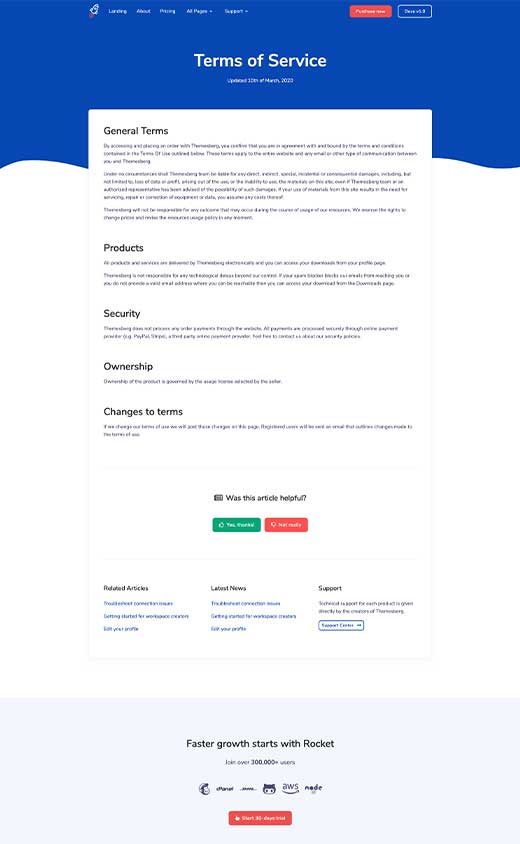 Landing About Pricing All Pages Support Purchase now Docs v1.3
Terms of Service
Updated 10th of March, 2020
General Terms
By accessing and placing an order with Themesberg, you confirm that you are in agreement with and bound by the terms and conditions
contained in the Terms Of Use outlined below. These terms apply to the entire website and any email or other type of communication between
you and Themesberg.
Under no circumstances shall Themesberg team be liable for any direct, indirect, special, incidental or consequential damages, including, but
not limited to, loss of data or profit, arising out of the use, or the inability to use, the materials on this site, even if Themesberg team or an
authorized representative has been advised of the possibility of such damages. If your use of materials from this site results in the need for
servicing, repair or correction of equipment or data, you assume any costs thereof.
Themesberg will not be responsible for any outcome that may occur during the course of usage of our resources. We reserve the rights to
change prices and revise the resources usage policy in any moment.
Products
All products and services are delivered by Themesberg electronically and you can access your downloads from your profile page.
Themesberg is not responsible for any technological delays beyond our control. If your spam blocker blocks our emails from reaching you or
you do not provide a valid email address where you can be reachable then you can access your download from the Downloads page.
Security
Themesberg does not process any order payments through the website. All payments are processed securely through online payment
provider (e.g. PayPal, Stripe), a third party online payment provider. Feel free to contact us about our security policies.
Ownership
Ownership of the product is governed by the usage license selected by the seller.
Changes to terms
If we change our terms of use we will post those changes on this page. Registered users will be sent an email that outlines changes made to
the terms of use.
Was this article helpful?
Yes, thanks! Not really
Related Articles
Troubleshoot connection issues
Getting started for workspace creators
Edit your profile
Latest News
Troubleshoot connection issues
Getting started for workspace creators
Edit your profile
Support
Technical support for each product is given
directly by the creators of Themesberg.
Support Center
Faster growth starts with Rocket
Join over 300,000+ users
cPanel aws node
Start 30-days trial